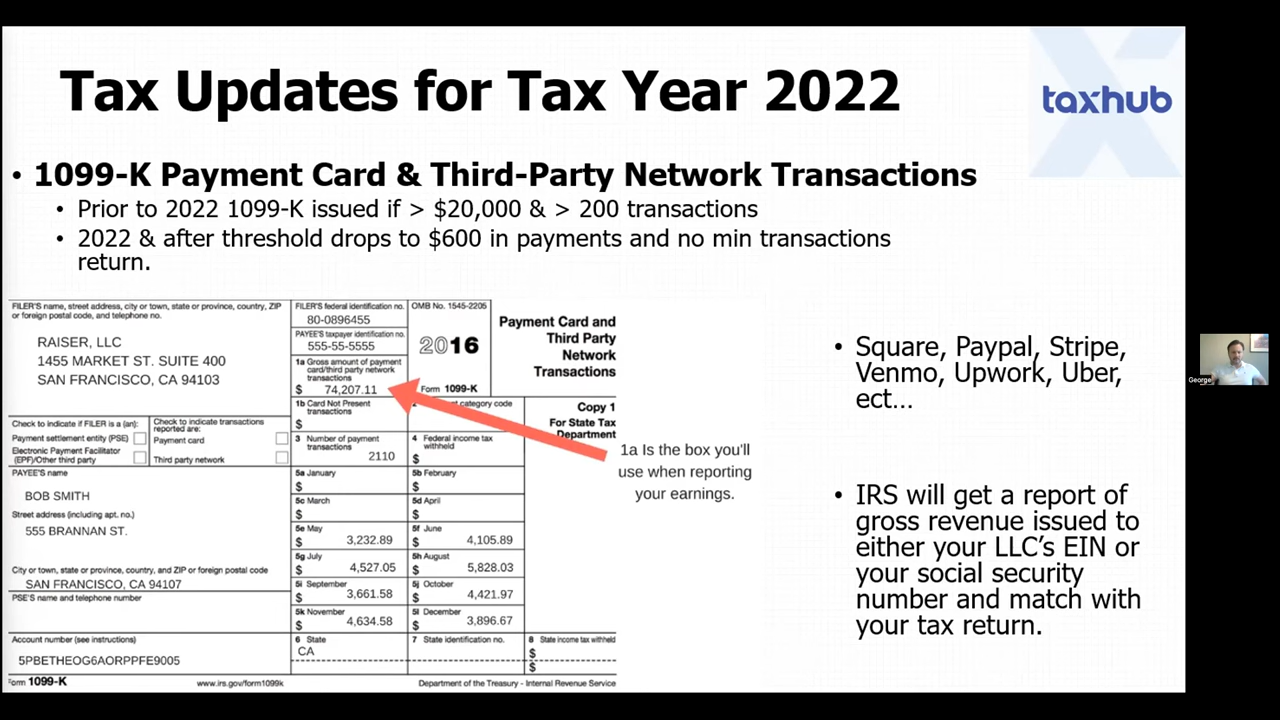 Tax Updates for Tax Year 2022
taxhub
• 1099-K Payment Card & Third-Party Network Transactions
• Prior to 2022 1099-K issued if > $20,000 & > 200 transactions
• 2022 & after threshold drops to $600 in payments and no min transactions
return.
FILER'S name, street address, city or town, state or province, country, ZIP
or foreign postal code, and telephone no.
RAISER, LLC
1455 MARKET ST. SUITE 400
SAN FRANCISCO, CA 94103
FILER'S federal identification no.
80-0896455
PAYEE'S taxpayer identification no.
555-55-5555
1a Gross amount of payment
card/third party network
transactions
$ 74,207.11
OMB No. 1545-2205
2016
Form 1099-K
Payment Card and
Third Party
Network
Transactions
1b Card Not Present
transactions
$
2 category code
Copy 1
For State Tax
Department
Check to indicate if FILER is a (an):
Payment settlement entity (PSE)
Electronic Payment Facilitator
(EPF)/Other third party
Check to indicate transactions
reported are:
Payment card
Third party network
3 Number of payment
transactions
2110
4 Federal income tax
withheld
$
PAYEE'S name
BOB SMITH
Street address (including apt. no.)
555 BRANNAN ST.
City or town, state or province, country, and ZIP or foreign postal code
SAN FRANCISCO, CA 94107
PSE'S name and telephone number
5a January
$
5b February
$
5c March
$
5d April
$
5e May
$ 3,232.89
5f June
$ 4,105.89
5g July
$ 4,527.05
5h August
$ 5,828.03
5i September
$ 3,661.58
5j October
$ 4,421.97
5k November
$ 4,634.58
5l December
$ 3,896.67
Account number (see instructions)
5PBETHEOG6AORPPFE9005
6 State
CA
7 State identification no.
8 State income tax withheld
$
$
Form 1099-K
www.irs.gov/form1099k
Department of the Treasury - Internal Revenue Service
1a Is the box you'll
use when reporting
your earnings.
• Square, Paypal, Stripe,
Venmo, Upwork, Uber,
ect...
• IRS will get a report of
gross revenue issued to
either your LLC's EIN or
your social security
number and match with
your tax return.
George